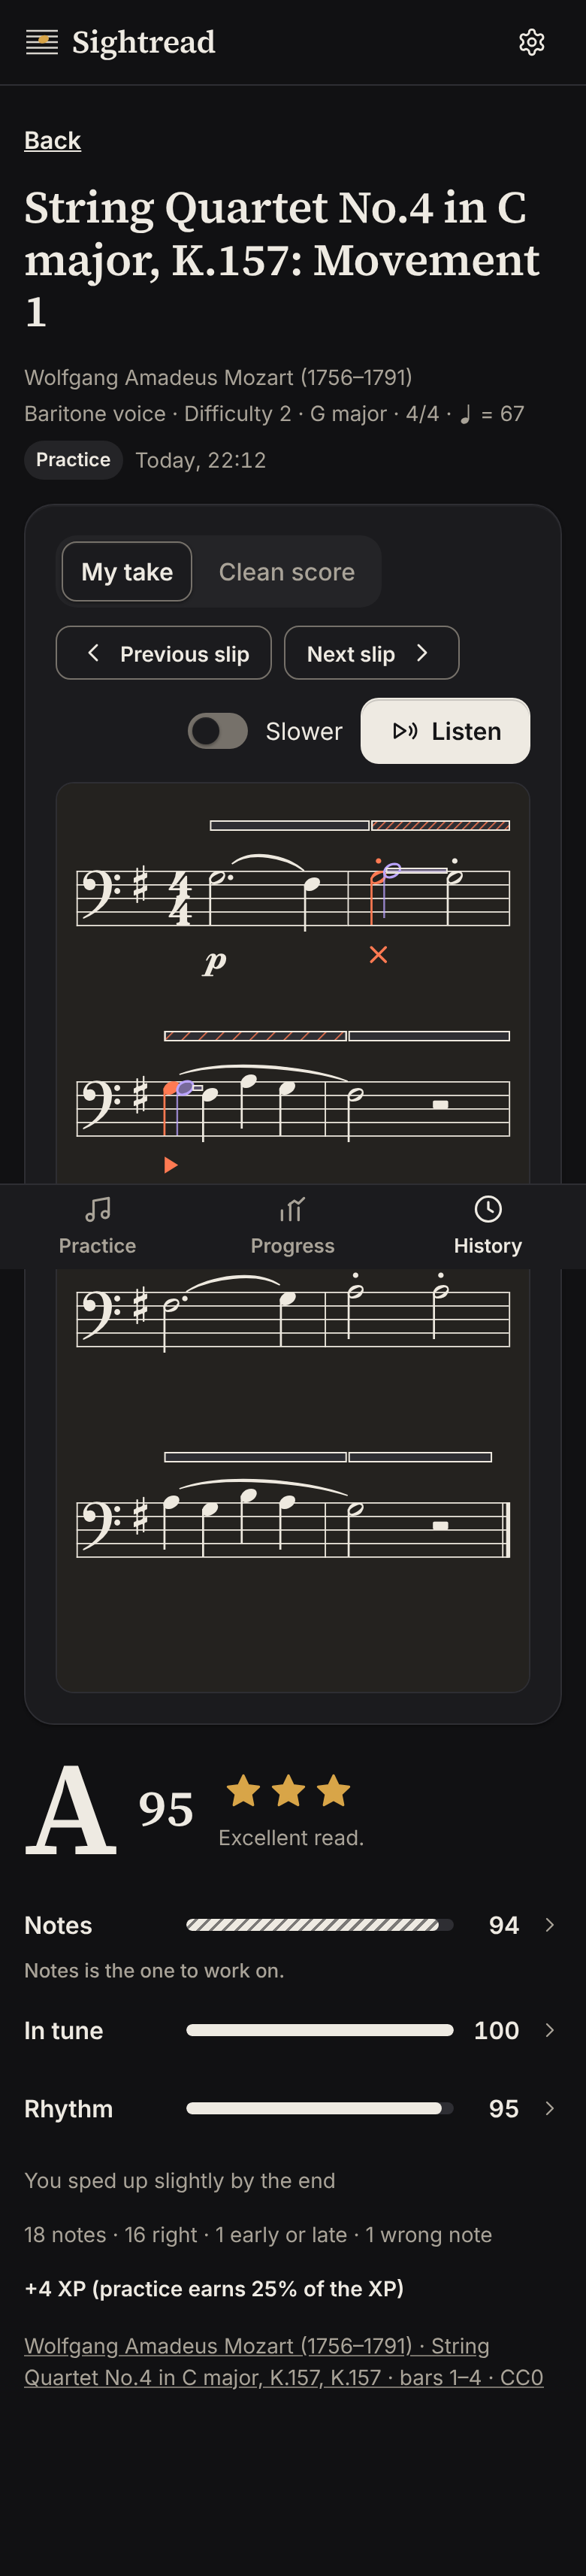 Sightread
Back
String Quartet No.4 in C
major, K.157: Movement
1
Wolfgang Amadeus Mozart (1756–1791)
Baritone voice · Difficulty 2 · G major · 4/4 · ♩ = 67
Practice Today, 22:12
My take Clean score
Previous slip Next slip
Slower Listen
4
4
p
Practice Progress History
A 95
Excellent read.
Notes 94
Notes is the one to work on.
In tune 100
Rhythm 95
You sped up slightly by the end
18 notes · 16 right · 1 early or late · 1 wrong note
+4 XP (practice earns 25% of the XP)
Wolfgang Amadeus Mozart (1756–1791) · String
Quartet No.4 in C major, K.157, K.157 · bars 1–4 · CC0